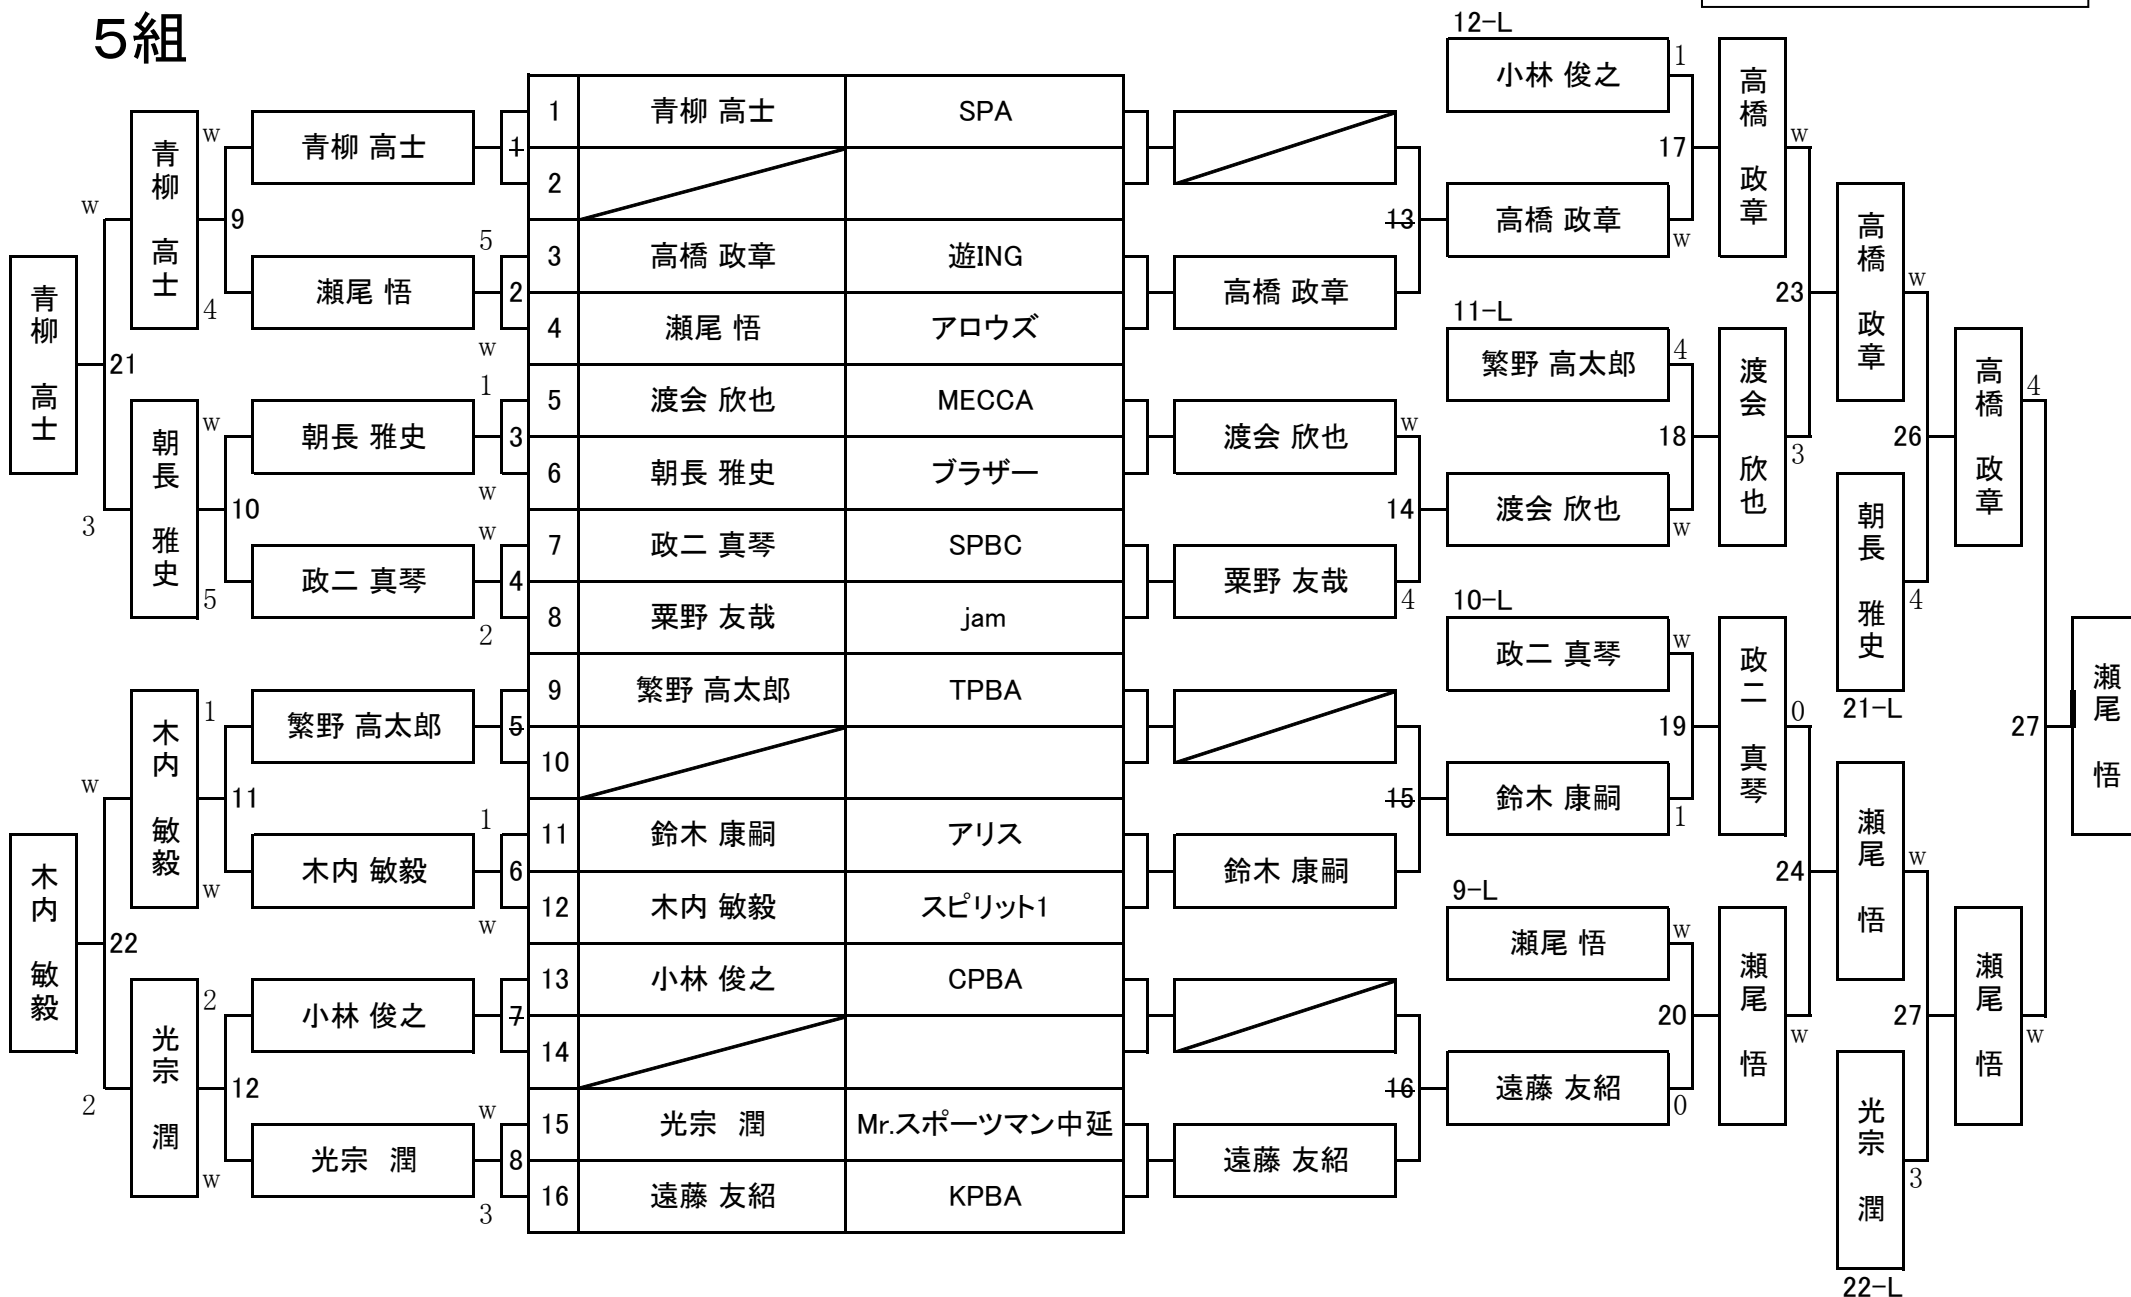 5組
12-L
小林 俊之
1
高橋 政章
w
17
高橋 政章
w
1 青柳 高士 SPA
2
3 高橋 政章 遊ING
4 瀬尾 悟 アロウズ
5 渡会 欣也 MECCA
6 朝長 雅史 ブラザー
7 政二 真琴 SPBC
8 粟野 友哉 jam
9 繁野 高太郎 TPBA
10
11 鈴木 康嗣 アリス
12 木内 敏毅 スピリット1
13 小林 俊之 CPBA
14
15 光宗 潤 Mr.スポーツマン中延
16 遠藤 友紹 KPBA
青柳 高士
1
瀬尾 悟
5
2
w
朝長 雅史
1
3
w
政二 真琴
w
4
2
繁野 高太郎
5
木内 敏毅
1
6
w
小林 俊之
7
光宗 潤
w
8
3
青柳 高士
w
9
4
朝長 雅史
w
10
5
木内 敏毅
1
11
w
光宗 潤
2
12
w
青柳 高士
w
21
3
木内 敏毅
w
22
2
高橋 政章
13
渡会 欣也
w
14
粟野 友哉
4
鈴木 康嗣
15
遠藤 友紹
16
11-L
繁野 高太郎
4
18
渡会 欣也
w
渡会 欣也
3
23
10-L
政二 真琴
w
19
鈴木 康嗣
1
政二 真琴
0
9-L
瀬尾 悟
w
20
遠藤 友紹
0
瀬尾 悟
w
24
高橋 政章
w
26
朝長 雅史
4
21-L
瀬尾 悟
w
27
光宗 潤
3
22-L
高橋 政章
4
27
瀬尾 悟
w
瀬尾 悟